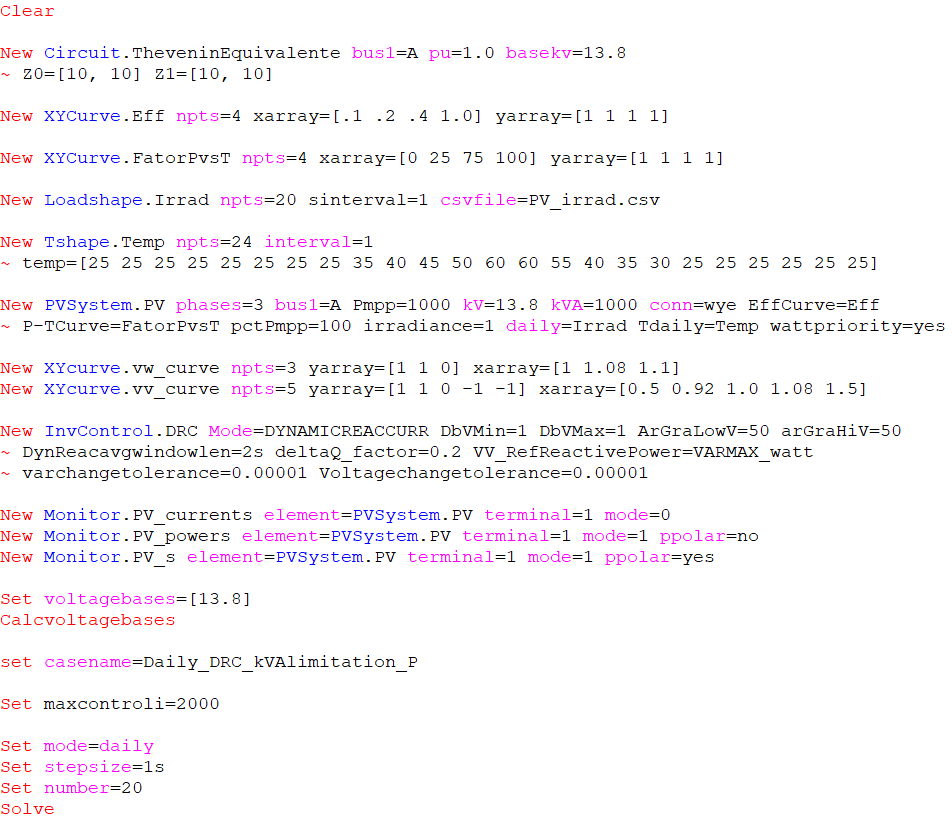 Clear
New Circuit.TheveninEquivalente bus1=A pu=1.0 basekv=13.8
~ Z0=[10, 10] Z1=[10, 10]
New XYCurve.Eff npts=4 xarray=[.1 .2 .4 1.0] yarray=[1 1 1 1]
New XYCurve.FatorPvsT npts=4 xarray=[0 25 75 100] yarray=[1 1 1 1]
New Loadshape.Irrad npts=20 sinterval=1 csvfile=PV_irrad.csv
New Tshape.Temp npts=24 interval=1
~ temp=[25 25 25 25 25 25 25 25 35 40 45 50 60 60 55 40 35 30 25 25 25 25 25 25]
New PVSystem.PV phases=3 bus1=A Pmpp=1000 kV=13.8 kVA=1000 conn=wye EffCurve=Eff
~ P-TCurve=FatorPvsT pctPmpp=100 irradiance=1 daily=Irrad Tdaily=Temp wattpriority=yes
New XYcurve.vw_curve npts=3 yarray=[1 1 0] xarray=[1 1.08 1.1]
New XYcurve.vv_curve npts=5 yarray=[1 1 0 -1 -1] xarray=[0.5 0.92 1.0 1.08 1.5]
New InvControl.DRC Mode=DYNAMICREACCURR DbVMin=1 DbVMax=1 ArGraLowV=50 arGraHiV=50
~ DynReacavgwindowlen=2s deltaQ_factor=0.2 VV_RefReactivePower=VARMAX_watt
~ varchangetolerance=0.00001 Voltagechangetolerance=0.00001
New Monitor.PV_currents element=PVSystem.PV terminal=1 mode=0
New Monitor.PV_powers element=PVSystem.PV terminal=1 mode=1 ppolar=no
New Monitor.PV_s element=PVSystem.PV terminal=1 mode=1 ppolar=yes
Set voltagebases=[13.8]
Calcvoltagebases
set casename=Daily_DRC_kVAlimitation_P
Set maxcontroli=2000
Set mode=daily
Set stepsize=1s
Set number=20
Solve